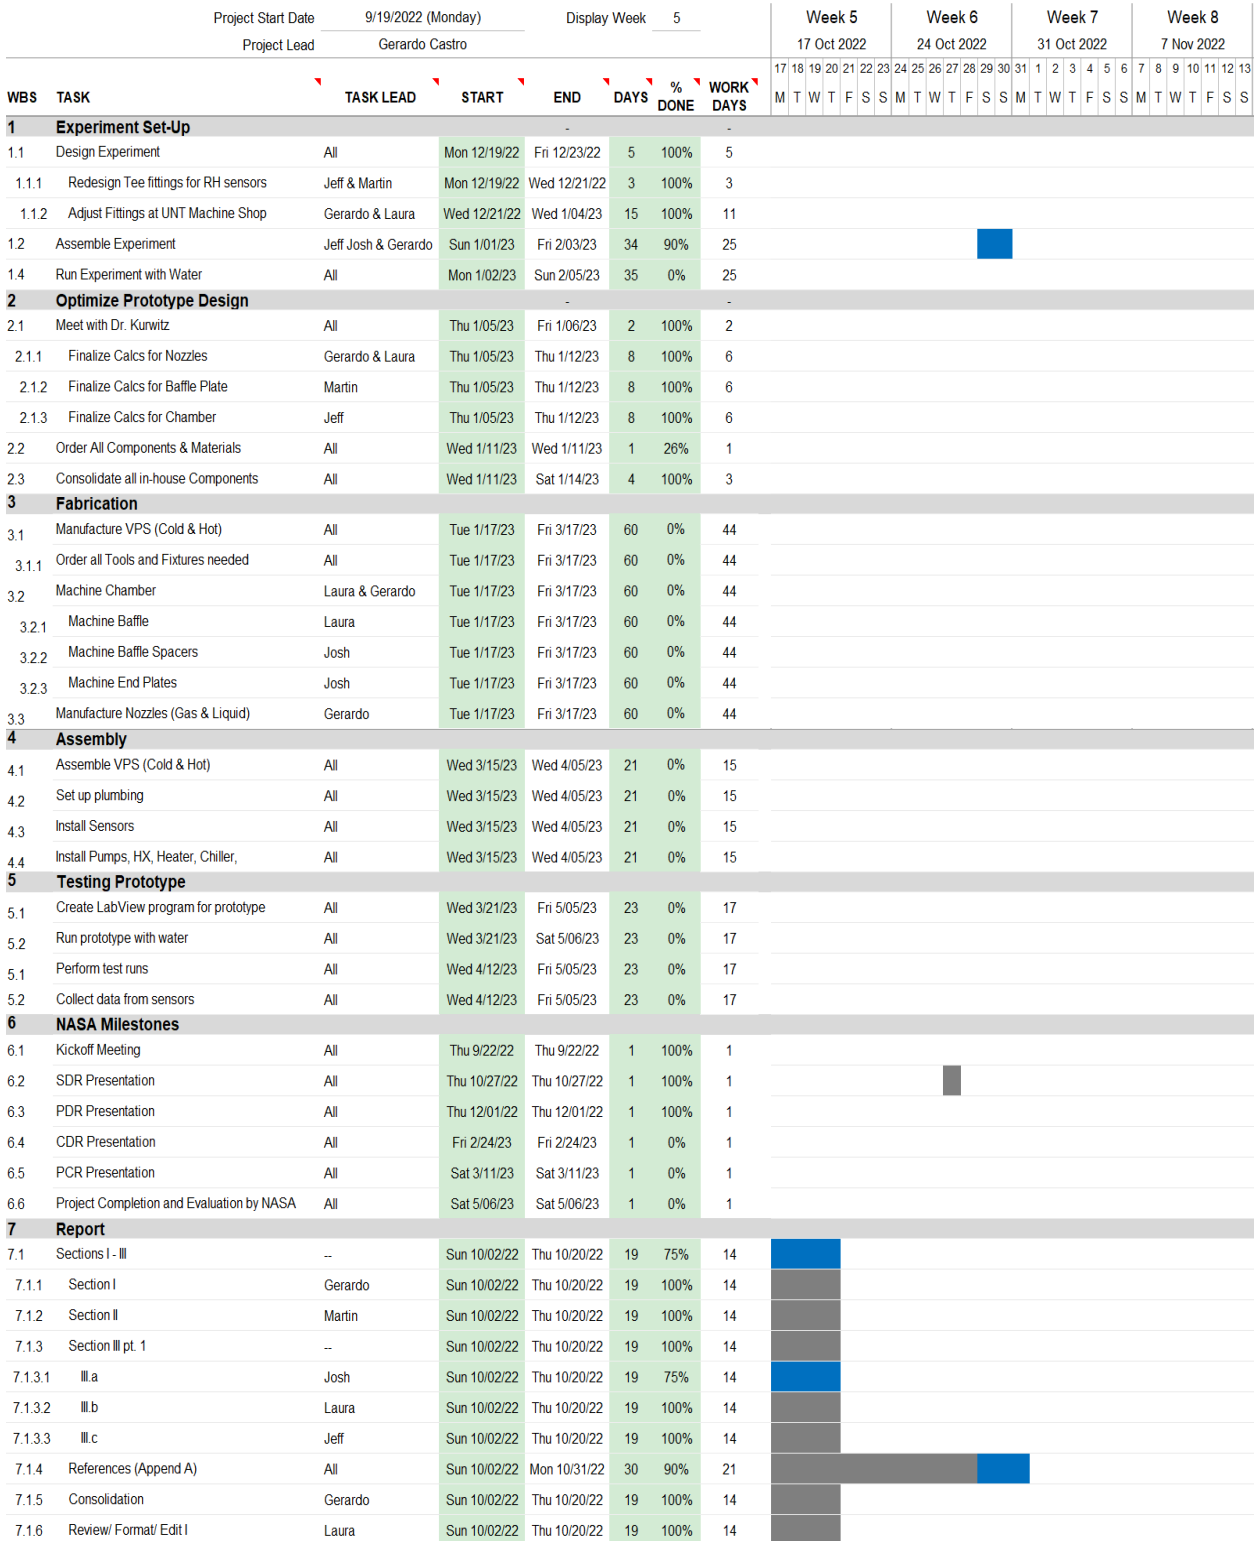 Project Start Date 9/19/2022 (Monday) Display Week 5 Week 5 Week 6 Week 7 Week 8
Project Lead Gerardo Castro 17 Oct 2022 24 Oct 2022 31 Oct 2022 7 Nov 2022
17 18 19 20 21 22 23 24 25 26 27 28 29 30 31 1 2 3 4 5 6 7 8 9 10 11 12 13
WBS TASK TASK LEAD START END DAYS % DONE WORK DAYS M T W T F S S M T W T F S S M T W T F S S M T W T F S S
1 Experiment Set-Up - -
1.1 Design Experiment All Mon 12/19/22 Fri 12/23/22 5 100% 5
1.1.1 Redesign Tee fittings for RH sensors Jeff & Martin Mon 12/19/22 Wed 12/21/22 3 100% 3
1.1.2 Adjust Fittings at UNT Machine Shop Gerardo & Laura Wed 12/21/22 Wed 1/04/23 15 100% 11
1.2 Assemble Experiment Jeff Josh & Gerardo Sun 1/01/23 Fri 2/03/23 34 90% 25
1.4 Run Experiment with Water All Mon 1/02/23 Sun 2/05/23 35 0% 25
2 Optimize Prototype Design - -
2.1 Meet with Dr. Kurwitz All Thu 1/05/23 Fri 1/06/23 2 100% 2
2.1.1 Finalize Calcs for Nozzles Gerardo & Laura Thu 1/05/23 Thu 1/12/23 8 100% 6
2.1.2 Finalize Calcs for Baffle Plate Martin Thu 1/05/23 Thu 1/12/23 8 100% 6
2.1.3 Finalize Calcs for Chamber Jeff Thu 1/05/23 Thu 1/12/23 8 100% 6
2.2 Order All Components & Materials All Wed 1/11/23 Wed 1/11/23 1 26% 1
2.3 Consolidate all in-house Components All Wed 1/11/23 Sat 1/14/23 4 100% 3
3 Fabrication
3.1 Manufacture VPS (Cold & Hot) All Tue 1/17/23 Fri 3/17/23 60 0% 44
3.1.1 Order all Tools and Fixtures needed All Tue 1/17/23 Fri 3/17/23 60 0% 44
3.2 Machine Chamber Laura & Gerardo Tue 1/17/23 Fri 3/17/23 60 0% 44
3.2.1 Machine Baffle Laura Tue 1/17/23 Fri 3/17/23 60 0% 44
3.2.2 Machine Baffle Spacers Josh Tue 1/17/23 Fri 3/17/23 60 0% 44
3.2.3 Machine End Plates Josh Tue 1/17/23 Fri 3/17/23 60 0% 44
3.3 Manufacture Nozzles (Gas & Liquid) Gerardo Tue 1/17/23 Fri 3/17/23 60 0% 44
4 Assembly
4.1 Assemble VPS (Cold & Hot) All Wed 3/15/23 Wed 4/05/23 21 0% 15
4.2 Set up plumbing All Wed 3/15/23 Wed 4/05/23 21 0% 15
4.3 Install Sensors All Wed 3/15/23 Wed 4/05/23 21 0% 15
4.4 Install Pumps, HX, Heater, Chiller, All Wed 3/15/23 Wed 4/05/23 21 0% 15
5 Testing Prototype
5.1 Create LabView program for prototype All Wed 3/21/23 Fri 5/05/23 23 0% 17
5.2 Run prototype with water All Wed 3/21/23 Sat 5/06/23 23 0% 17
5.1 Perform test runs All Wed 4/12/23 Fri 5/05/23 23 0% 17
5.2 Collect data from sensors All Wed 4/12/23 Fri 5/05/23 23 0% 17
6 NASA Milestones
6.1 Kickoff Meeting All Thu 9/22/22 Thu 9/22/22 1 100% 1
6.2 SDR Presentation All Thu 10/27/22 Thu 10/27/22 1 100% 1
6.3 PDR Presentation All Thu 12/01/22 Thu 12/01/22 1 100% 1
6.4 CDR Presentation All Fri 2/24/23 Fri 2/24/23 1 0% 1
6.5 PCR Presentation All Sat 3/11/23 Sat 3/11/23 1 0% 1
6.6 Project Completion and Evaluation by NASA All Sat 5/06/23 Sat 5/06/23 1 0% 1
7 Report
7.1 Sections I - III -- Sun 10/02/22 Thu 10/20/22 19 75% 14
7.1.1 Section I Gerardo Sun 10/02/22 Thu 10/20/22 19 100% 14
7.1.2 Section II Martin Sun 10/02/22 Thu 10/20/22 19 100% 14
7.1.3 Section III pt. 1 -- Sun 10/02/22 Thu 10/20/22 19 100% 14
7.1.3.1 III.a Josh Sun 10/02/22 Thu 10/20/22 19 75% 14
7.1.3.2 III.b Laura Sun 10/02/22 Thu 10/20/22 19 100% 14
7.1.3.3 III.c Jeff Sun 10/02/22 Thu 10/20/22 19 100% 14
7.1.4 References (Append A) All Sun 10/02/22 Mon 10/31/22 30 90% 21
7.1.5 Consolidation Gerardo Sun 10/02/22 Thu 10/20/22 19 100% 14
7.1.6 Review/ Format/ Edit I Laura Sun 10/02/22 Thu 10/20/22 19 100% 14